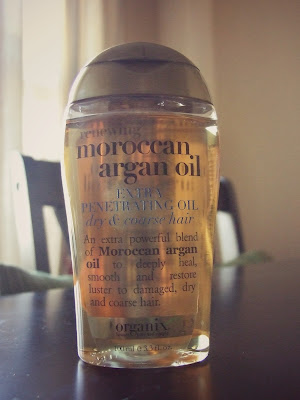 renewing
moroccan
argan oil
EXTRA
PENETRATING OIL
dry & coarse hair
An extra powerful blend
of Moroccan argan
oil to deeply heal,
smooth and restore
luster to damaged, dry
and coarse hair.
organix